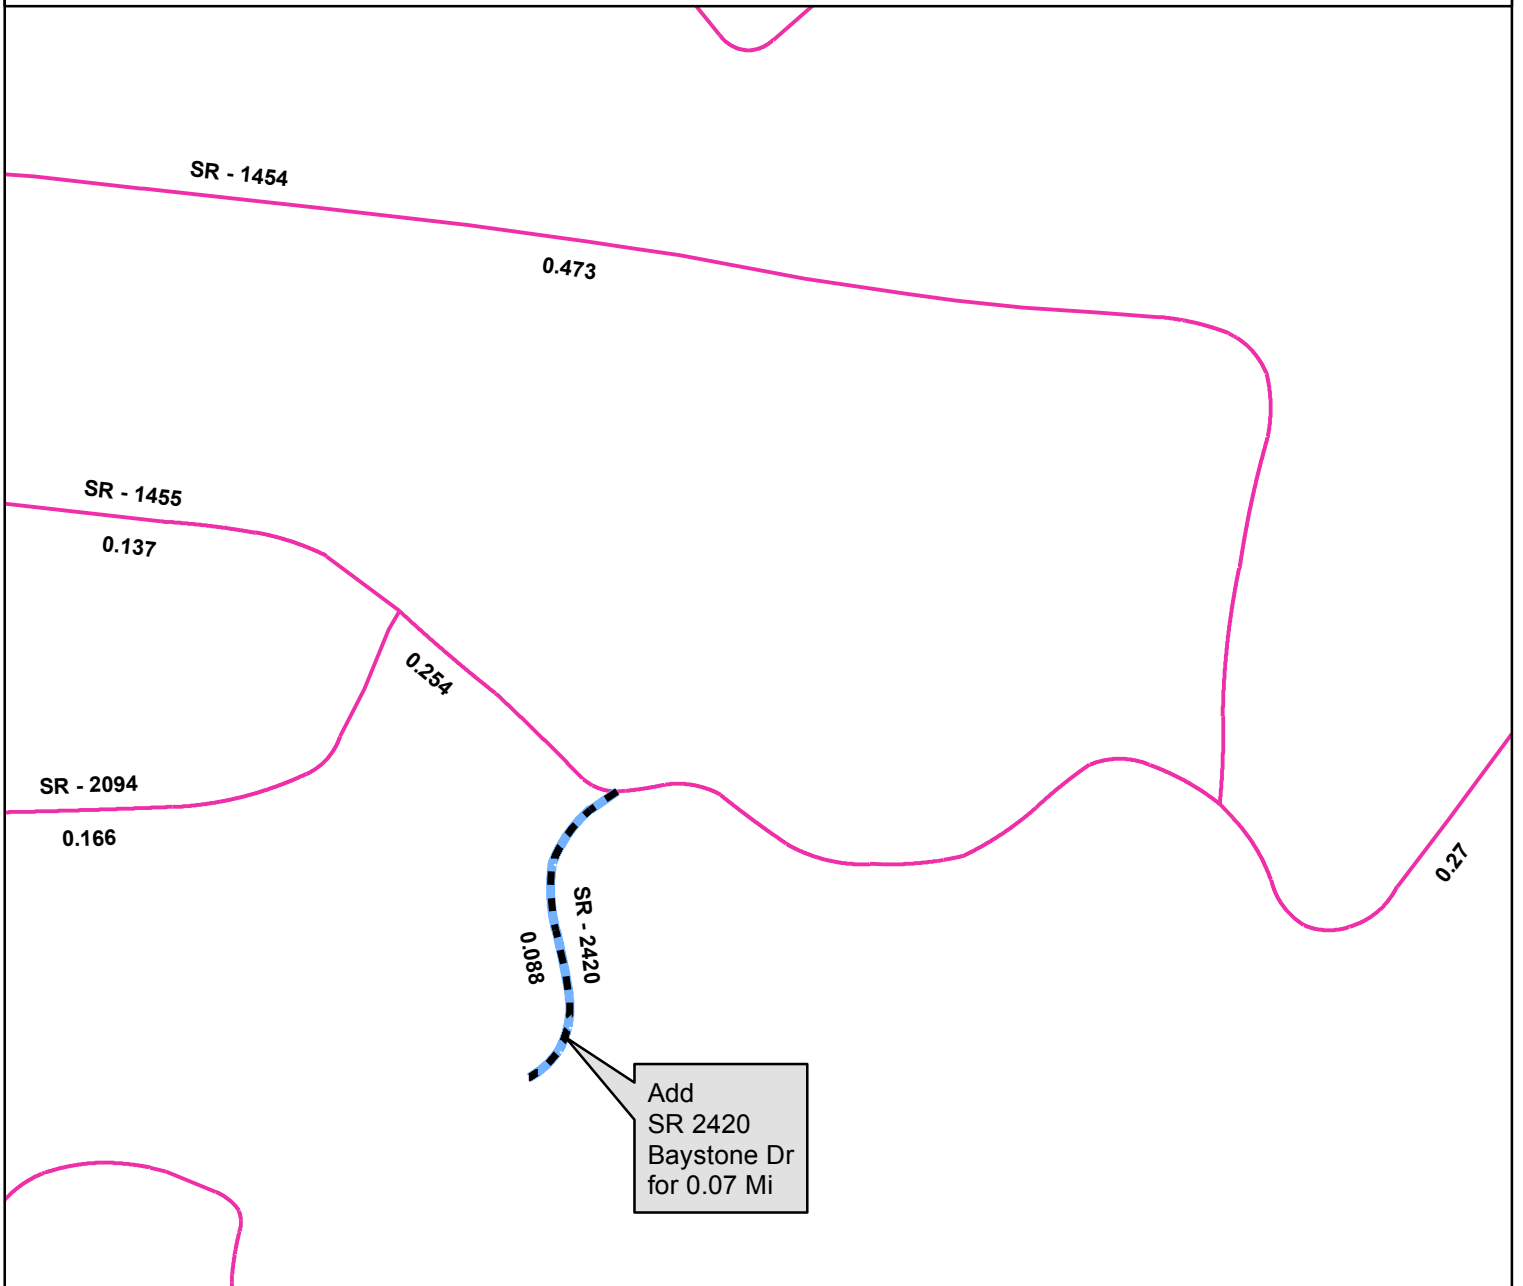 SR - 1454
0.473
SR - 1455
0.137
0.254
SR - 2094
0.166
0.27
SR - 2420
0.088
Add
SR 2420
Baystone Dr
for 0.07 Mi